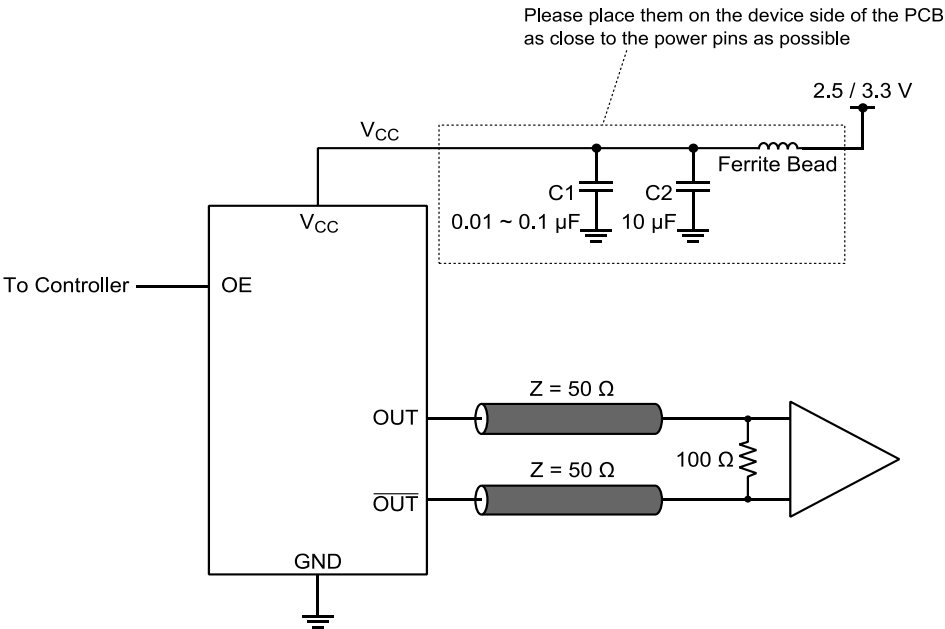 Please place them on the device side of the PCB
as close to the power pins as possible
2.5 / 3.3 V
VCC
Ferrite Bead
C1
C2
0.01 ~ 0.1 µF
10 µF
VCC
To Controller
OE
Z = 50 Ω
OUT
100 Ω
Z = 50 Ω
OUT
GND